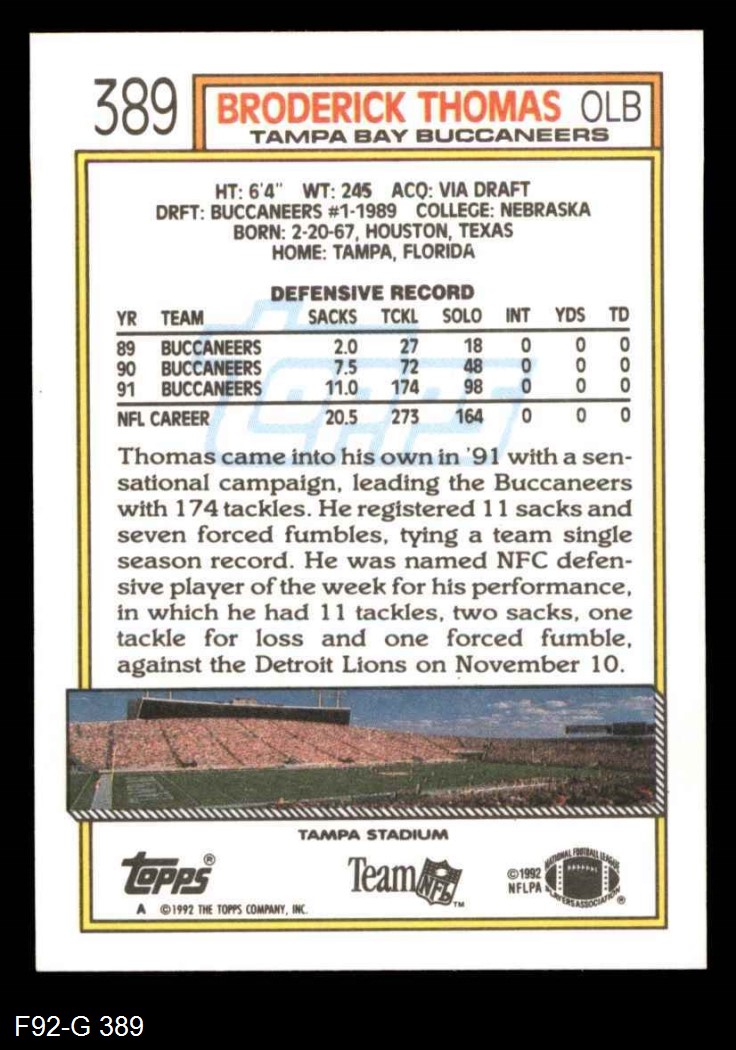 389
BRODERICK THOMAS OLB
TAMPA BAY BUCCANEERS
HT: 6'4" WT: 245 ACQ: VIA DRAFT
DRFT: BUCCANEERS #1-1989 COLLEGE: NEBRASKA
BORN: 2-20-67, HOUSTON, TEXAS
HOME: TAMPA, FLORIDA
DEFENSIVE RECORD
YR TEAM SACKS TCKL SOLO INT YDS TD
89 BUCCANEERS 2.0 27 18 0 0 0
90 BUCCANEERS 7.5 72 48 0 0 0
91 BUCCANEERS 11.0 174 98 0 0 0
NFL CAREER 20.5 273 164 0 0 0
topps
Thomas came into his own in '91 with a sen-
sational campaign, leading the Buccaneers
with 174 tackles. He registered 11 sacks and
seven forced fumbles, tying a team single
season record. He was named NFC defen-
sive player of the week for his performance,
in which he had 11 tackles, two sacks, one
tackle for loss and one forced fumble,
against the Detroit Lions on November 10.
TAMPA STADIUM
topps®
A ©1992 THE TOPPS COMPANY, INC.
Team NFL™
©1992
NFLPA
NATIONAL FOOTBALL LEAGUE
PLAYERS ASSOCIATION ®
F92-G 389